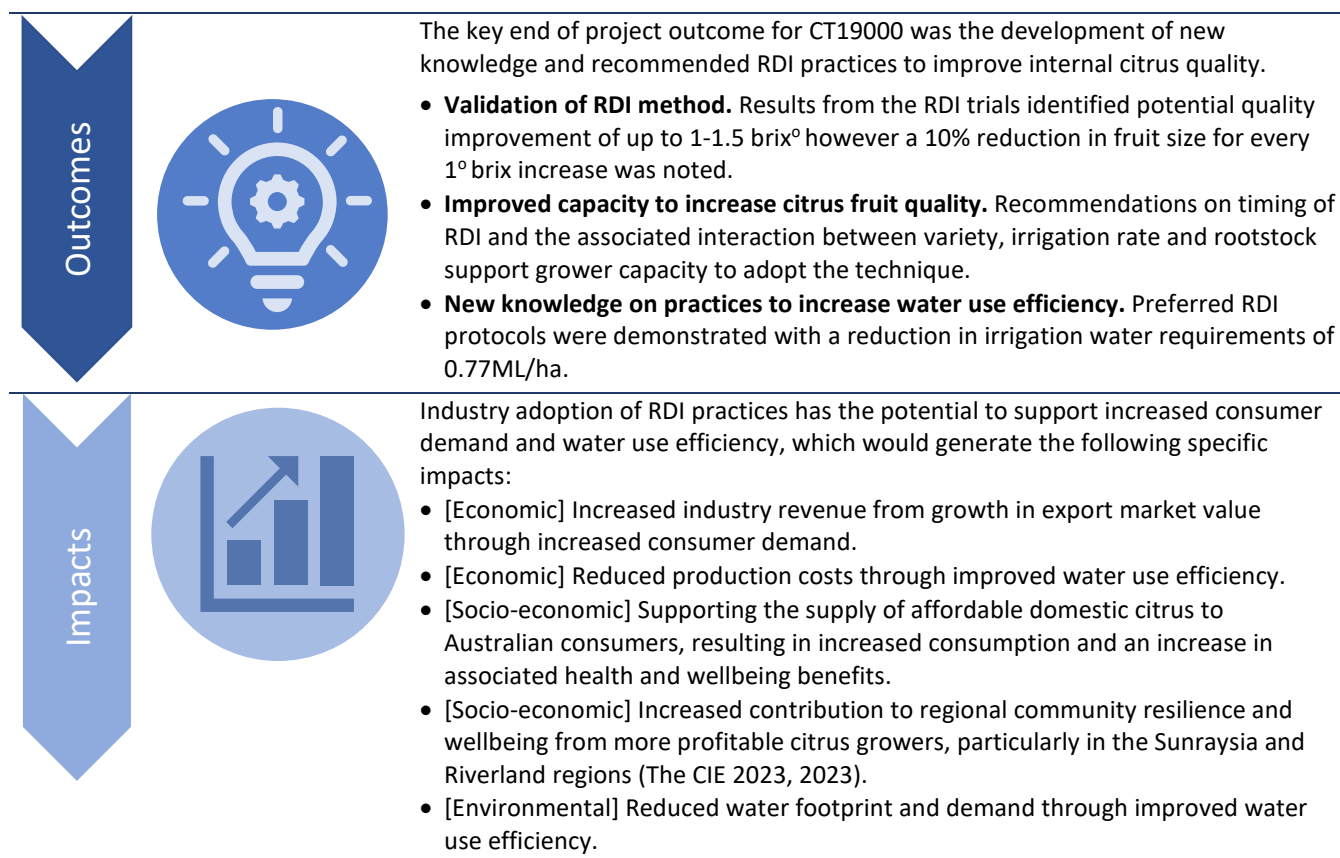 Outcomes
The key end of project outcome for CT19000 was the development of new
knowledge and recommended RDI practices to improve internal citrus quality.
• Validation of RDI method. Results from the RDI trials identified potential quality
improvement of up to 1-1.5 brixº however a 10% reduction in fruit size for every
1º brix increase was noted.
• Improved capacity to increase citrus fruit quality. Recommendations on timing of
RDI and the associated interaction between variety, irrigation rate and rootstock
support grower capacity to adopt the technique.
• New knowledge on practices to increase water use efficiency. Preferred RDI
protocols were demonstrated with a reduction in irrigation water requirements of
0.77ML/ha.
Impacts
Industry adoption of RDI practices has the potential to support increased consumer
demand and water use efficiency, which would generate the following specific
impacts:
• [Economic] Increased industry revenue from growth in export market value
through increased consumer demand.
• [Economic] Reduced production costs through improved water use efficiency.
• [Socio-economic] Supporting the supply of affordable domestic citrus to
Australian consumers, resulting in increased consumption and an increase in
associated health and wellbeing benefits.
• [Socio-economic] Increased contribution to regional community resilience and
wellbeing from more profitable citrus growers, particularly in the Sunraysia and
Riverland regions (The CIE 2023, 2023).
• [Environmental] Reduced water footprint and demand through improved water
use efficiency.